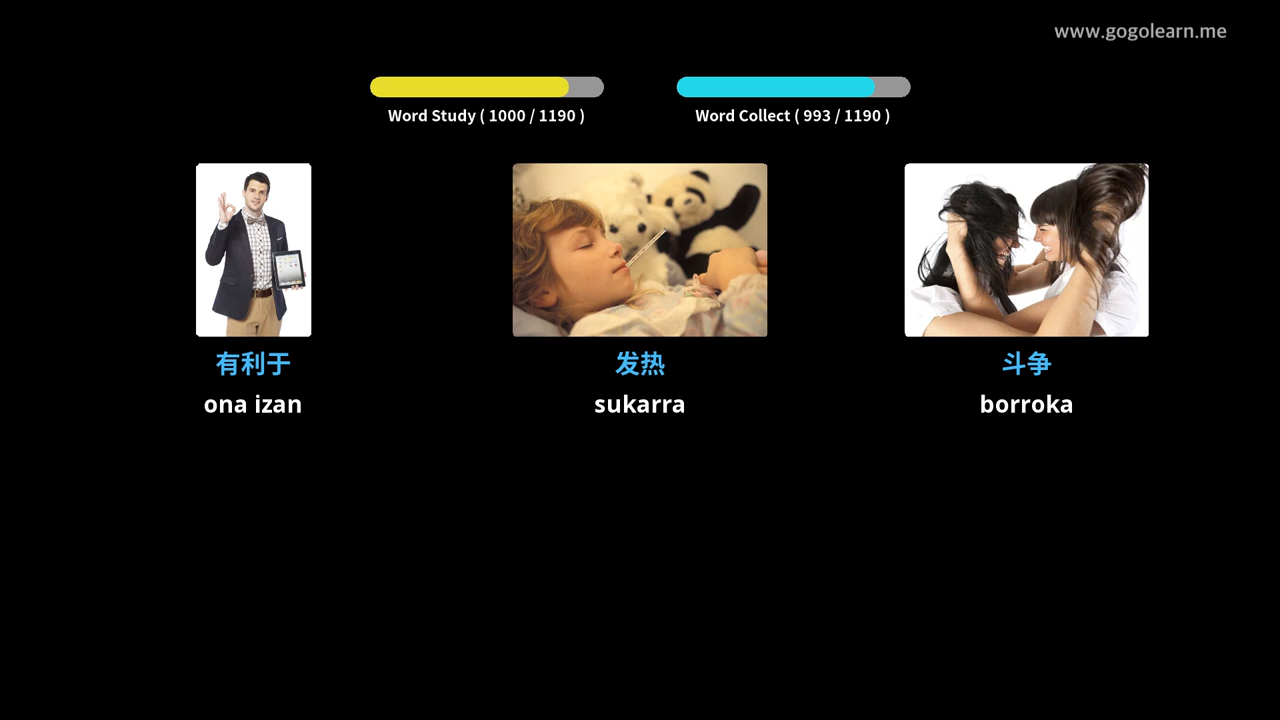 www.gogolearn.me
Word Study ( 1000 / 1190 )
Word Collect ( 993 / 1190 )
有利于
发热
斗争
ona izan
sukarra
borroka